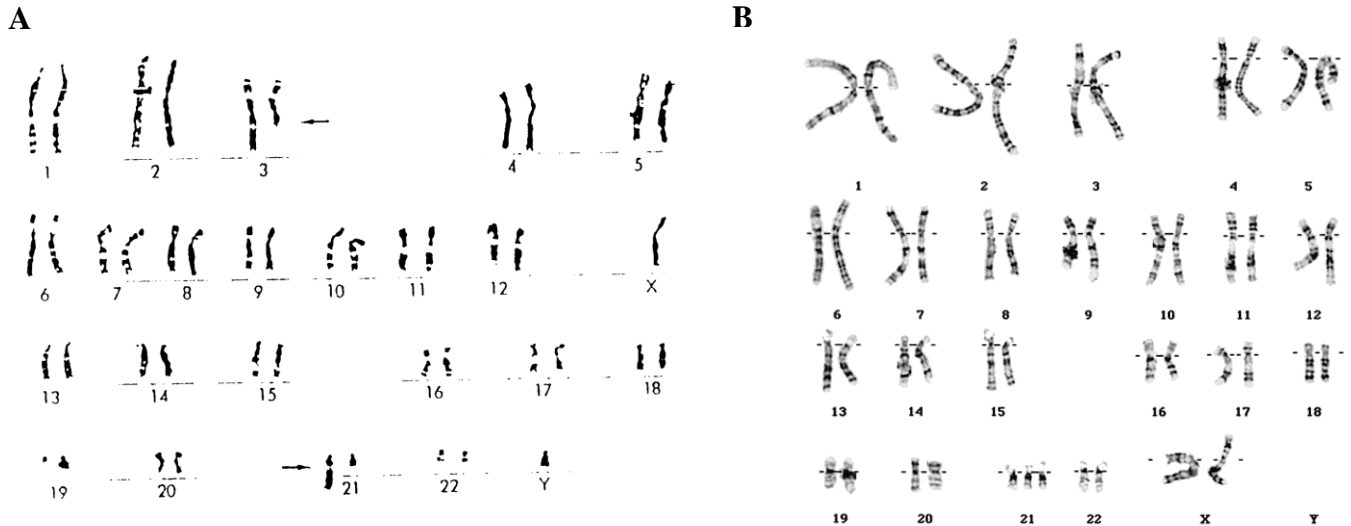 A
1 2 3 4 5
6 7 8 9 10 11 12 X
13 14 15 16 17 18
19 20 21 22 Y
B
1 2 3 4 5
6 7 8 9 10 11 12
13 14 15 16 17 18
19 20 21 22 X Y